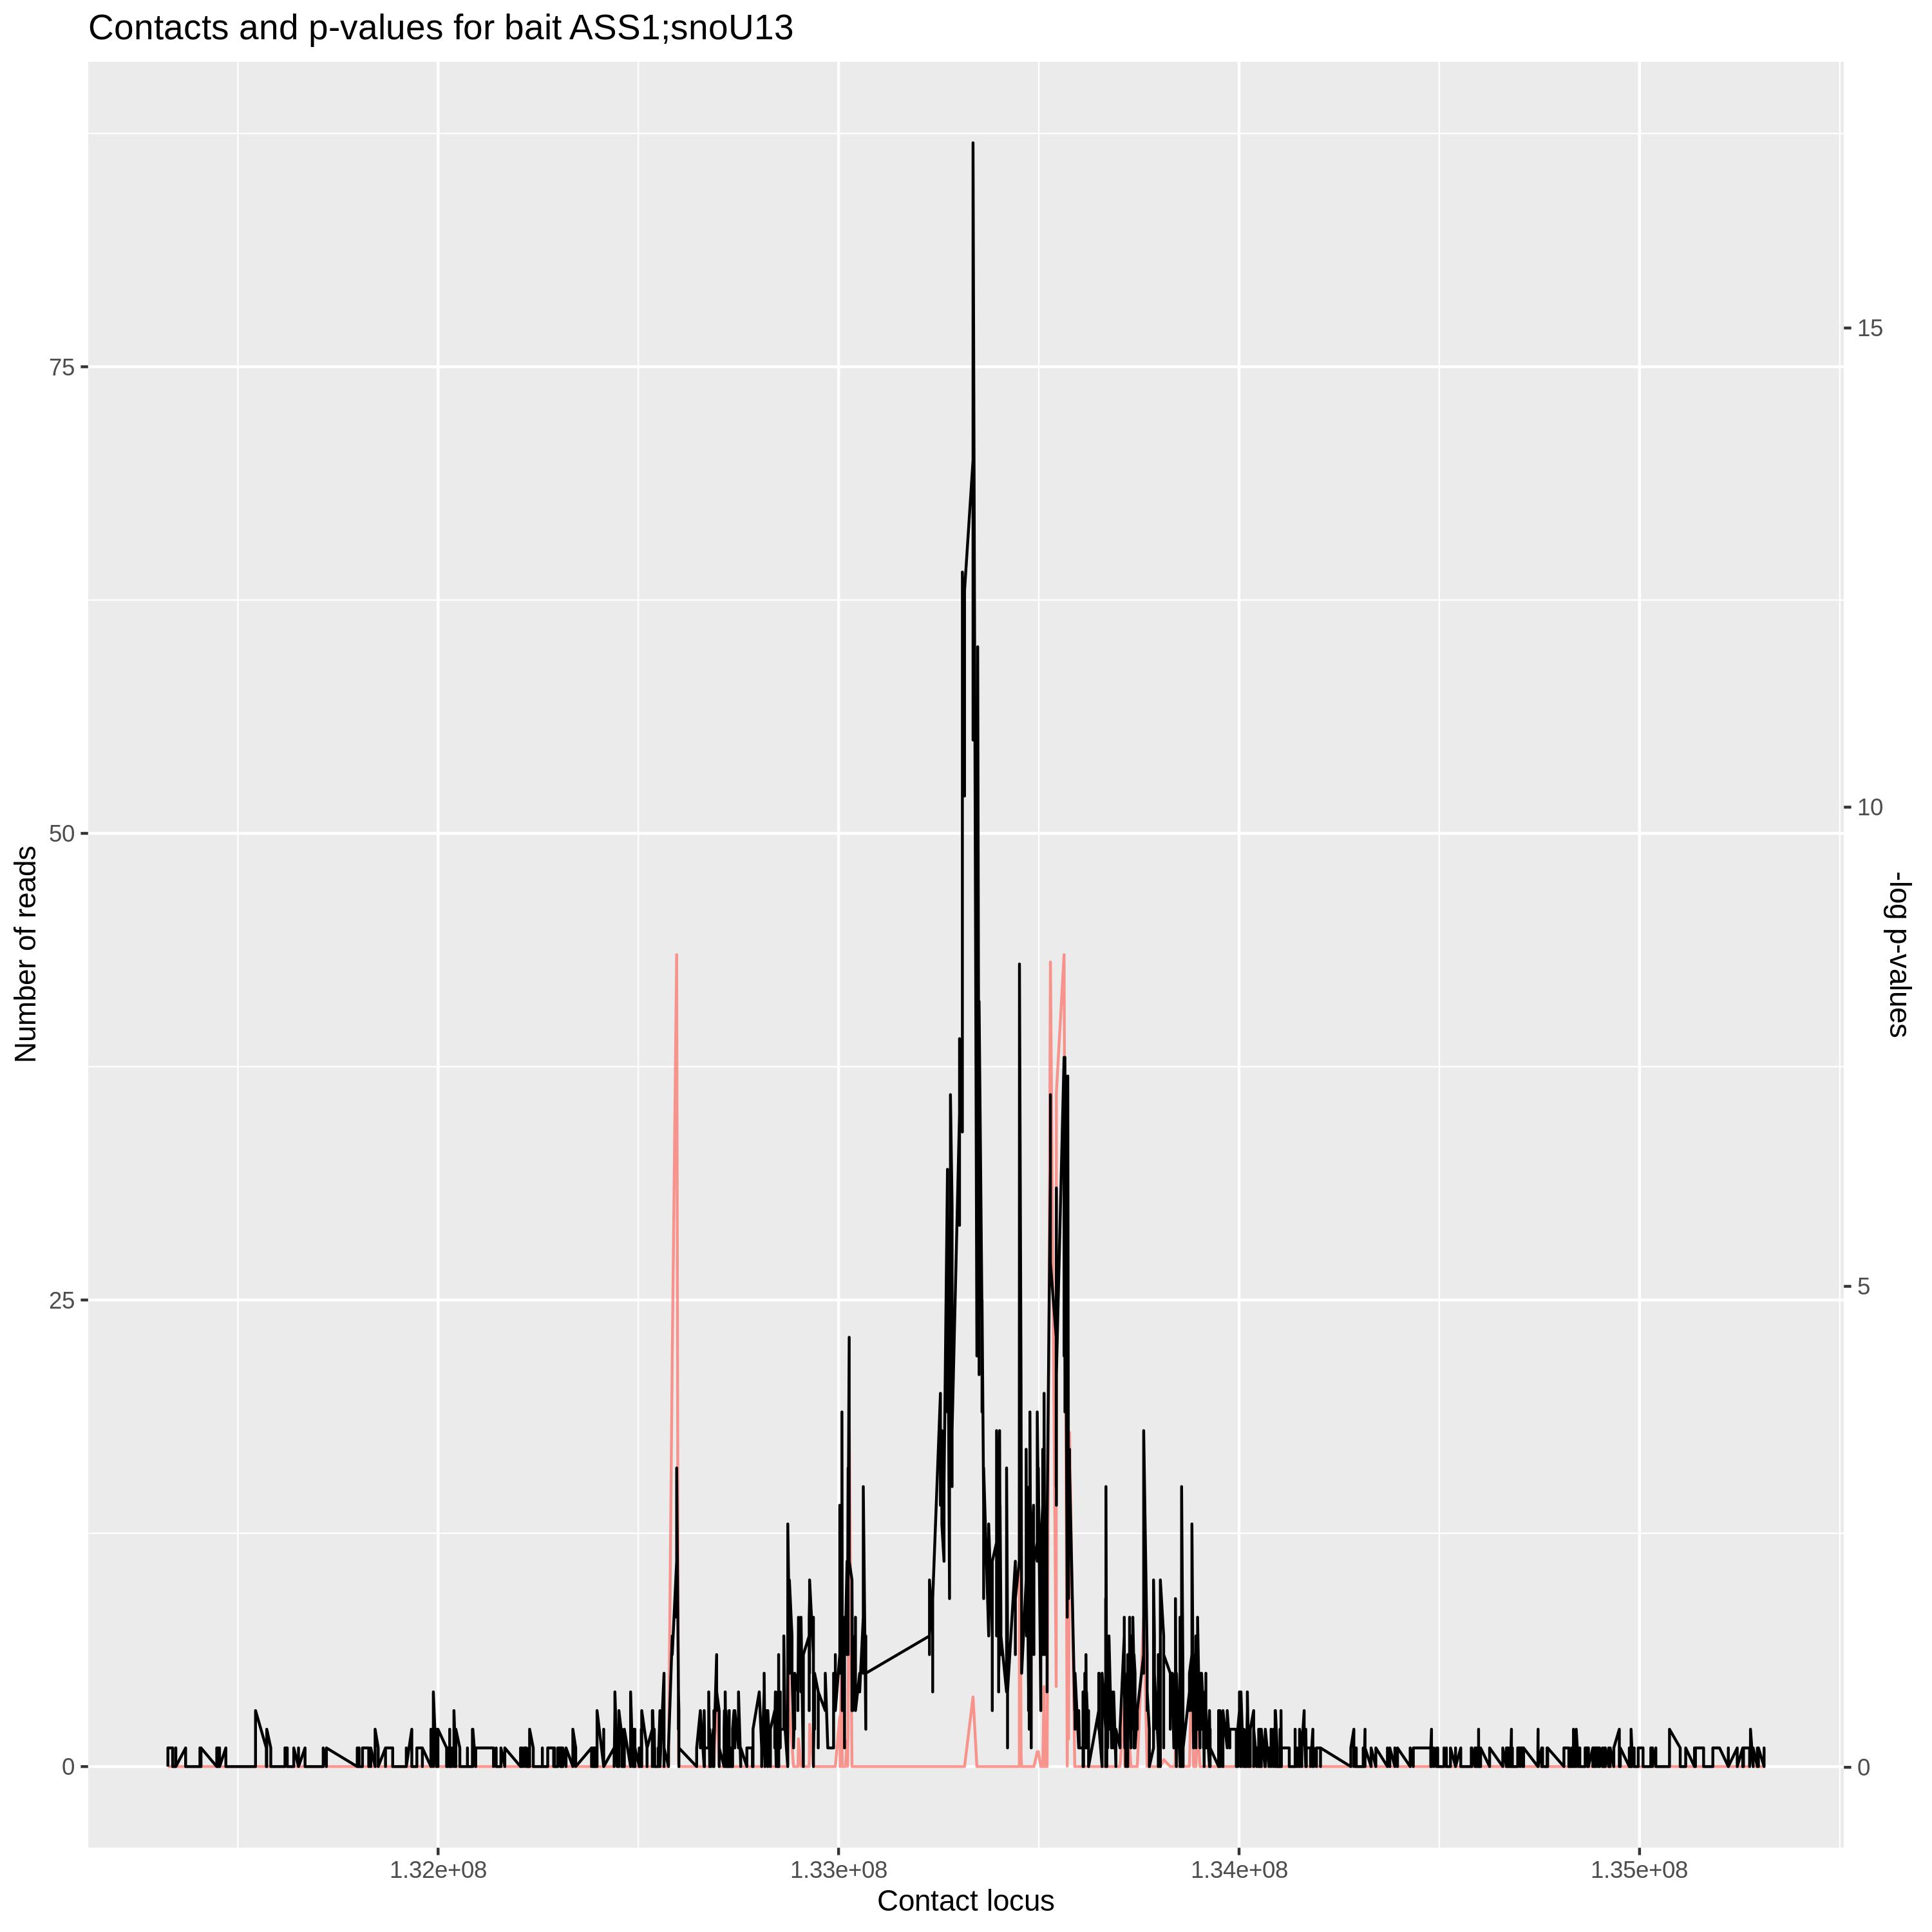 Contacts and p-values for bait ASS1;snoU13
Number of reads
75
50
25
0
15
10
5
0
-log p-values
1.32e+08
1.33e+08
1.34e+08
1.35e+08
Contact locus